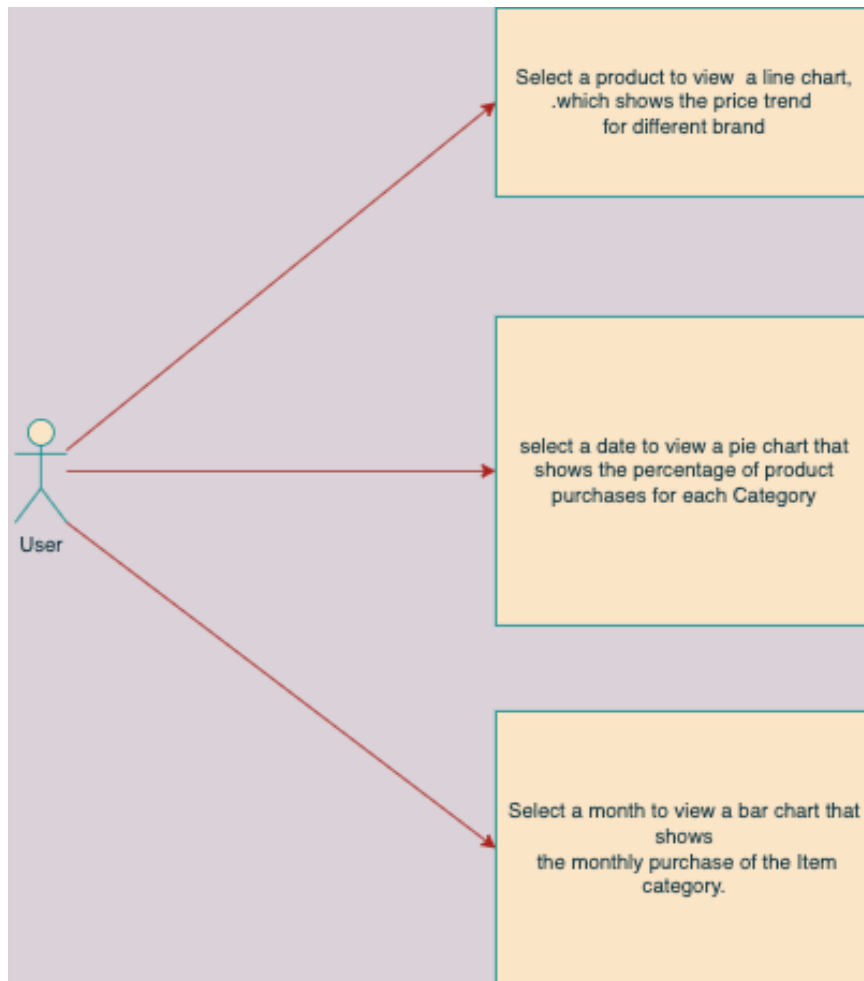 Select a product to view a line chart,
.which shows the price trend
for different brand
select a date to view a pie chart that
shows the percentage of product
purchases for each Category
User
Select a month to view a bar chart that
shows
the monthly purchase of the Item
category.